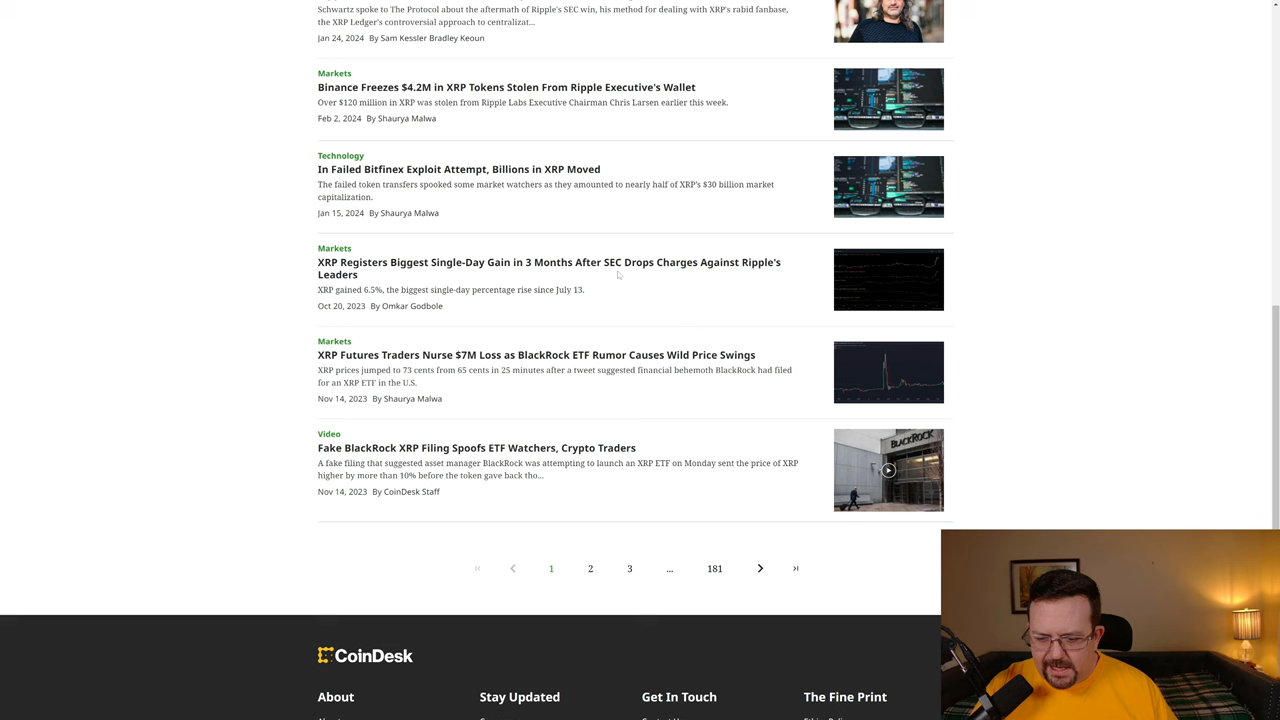 Schwartz spoke to The Protocol about the aftermath of Ripple's SEC win, his method for dealing with XRP's rabid fanbase,
the XRP Ledger's controversial approach to centralizat...
Jan 24, 2024 By Sam Kessler Bradley Keoun
Markets
Binance Freezes $4.2M in XRP Tokens Stolen From Ripple Executive's Wallet
Over $120 million in XRP was stolen from Ripple Labs Executive Chairman Chris Larsen earlier this week.
Feb 2, 2024 By Shaurya Malwa
Technology
In Failed Bitfinex Exploit Attempt, Billions in XRP Moved
The failed token transfers spooked some market watchers as they amounted to nearly half of XRP's $30 billion market
capitalization.
Jan 15, 2024 By Shaurya Malwa
Markets
XRP Registers Biggest Single-Day Gain in 3 Months After SEC Drops Charges Against Ripple's
Leaders
XRP gained 6.5%, the biggest single-day percentage rise since July 13.
Oct 20, 2023 By Omkar Godbole
Markets
XRP Futures Traders Nurse $7M Loss as BlackRock ETF Rumor Causes Wild Price Swings
XRP prices jumped to 73 cents from 65 cents in 25 minutes after a tweet suggested financial behemoth BlackRock had filed
for an XRP ETF in the U.S.
Nov 14, 2023 By Shaurya Malwa
Video
Fake BlackRock XRP Filing Spoofs ETF Watchers, Crypto Traders
A fake filing that suggested asset manager BlackRock was attempting to launch an XRP ETF on Monday sent the price of XRP
higher by more than 10% before the token gave back tho...
Nov 14, 2023 By CoinDesk Staff
BLACKROCK
1 2 3 ... 181
CoinDesk
About Stay Updated Get In Touch The Fine Print